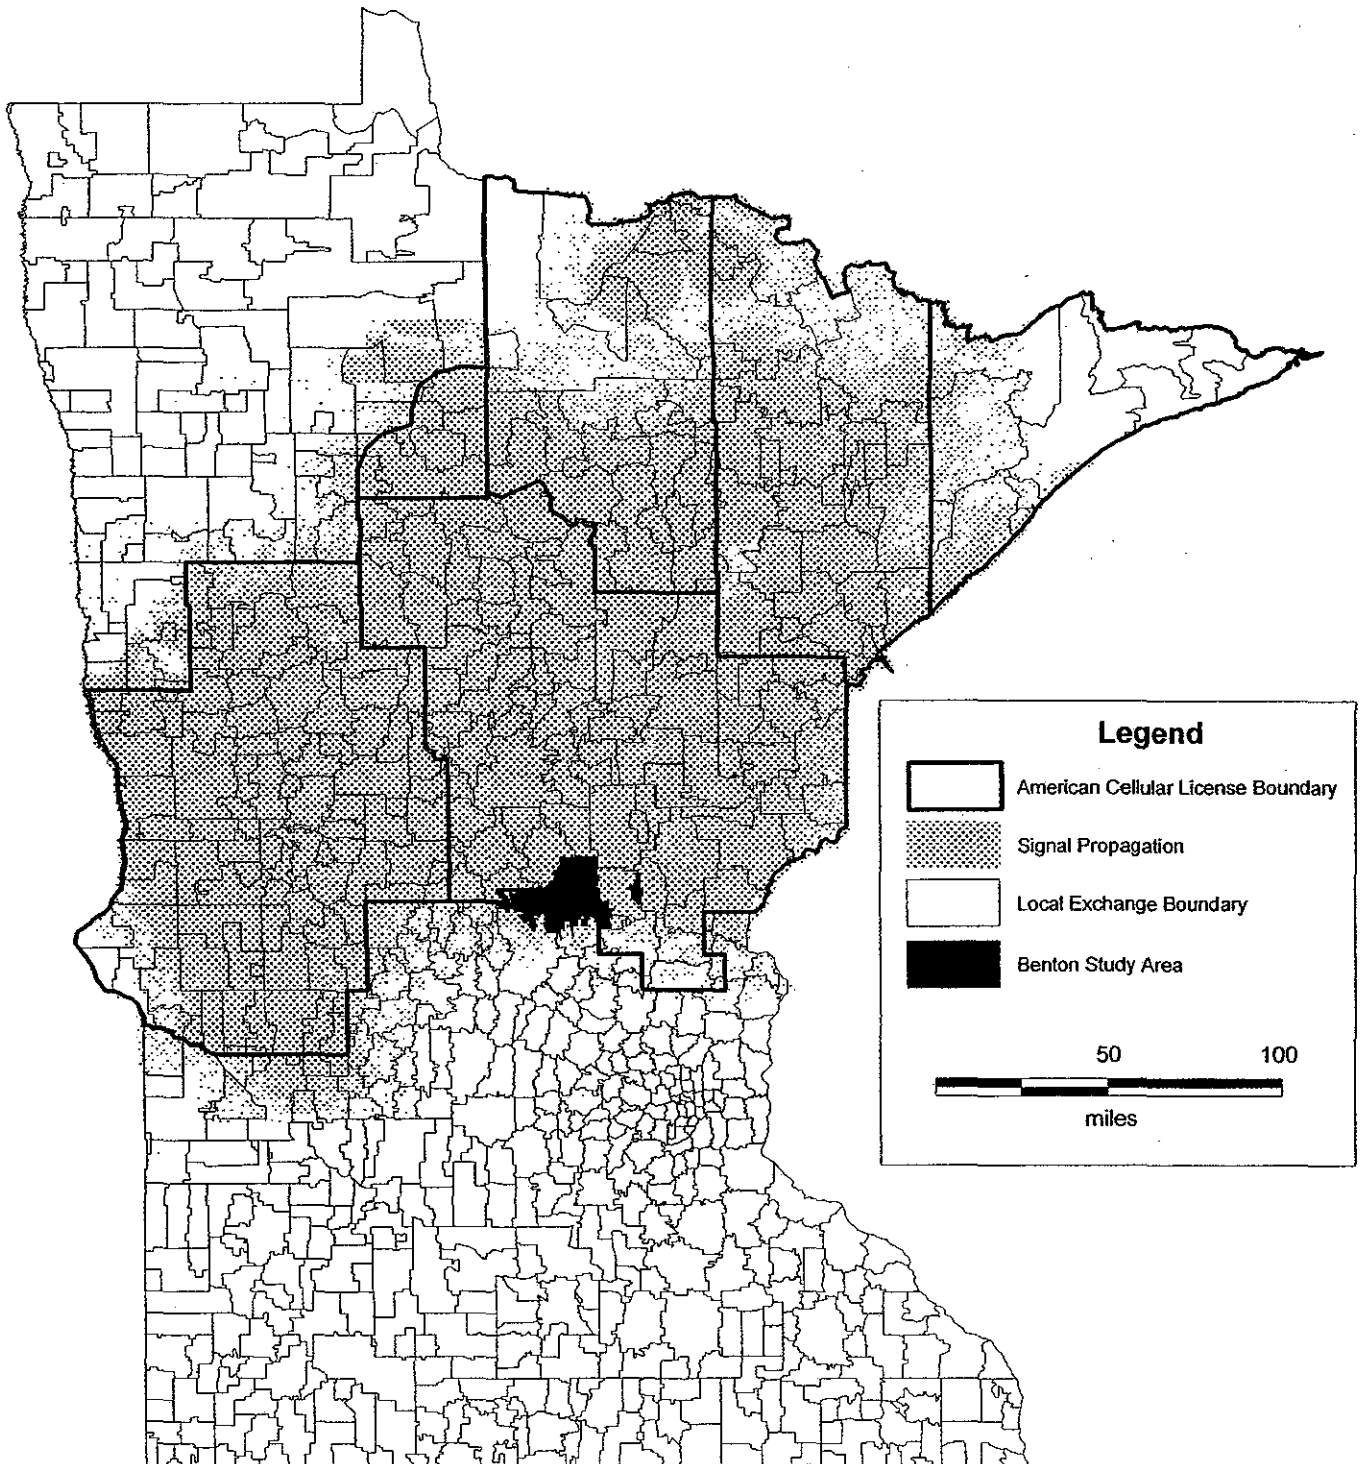 Legend
American Cellular License Boundary
Signal Propagation
Local Exchange Boundary
Benton Study Area
50 100
miles